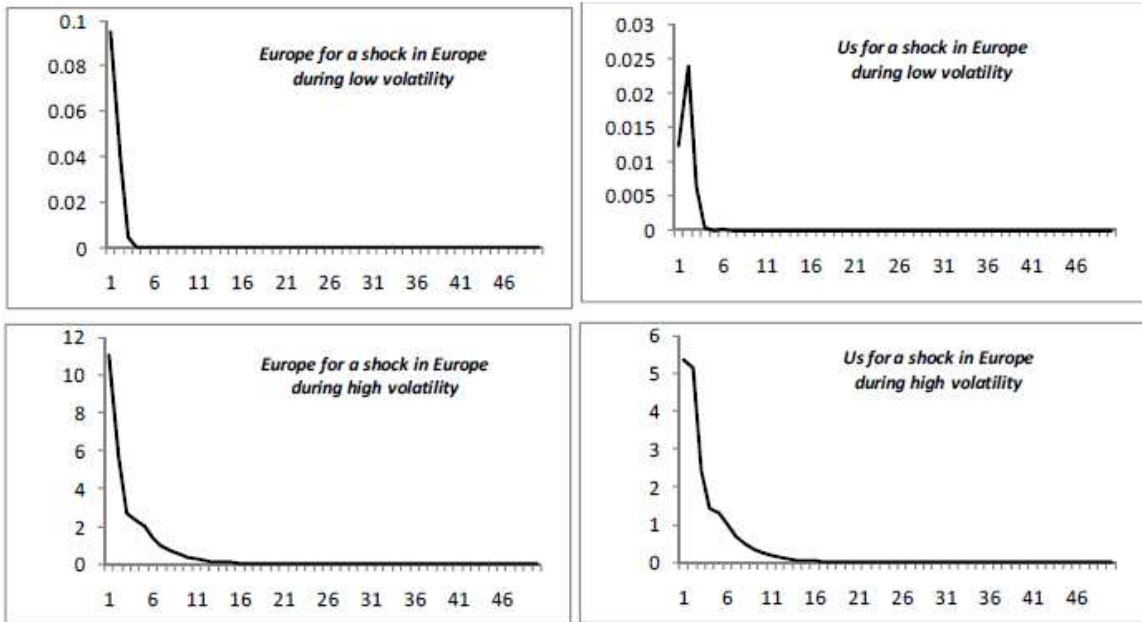 Europe for a shock in Europe
during low volatility
0.1
0.08
0.06
0.04
0.02
0
1 6 11 16 21 26 31 36 41 46
Us for a shock in Europe
during low volatility
0.03
0.025
0.02
0.015
0.01
0.005
0
1 6 11 16 21 26 31 36 41 46
Europe for a shock in Europe
during high volatility
12
10
8
6
4
2
0
1 6 11 16 21 26 31 36 41 46
Us for a shock in Europe
during high volatility
6
5
4
3
2
1
0
1 6 11 16 21 26 31 36 41 46